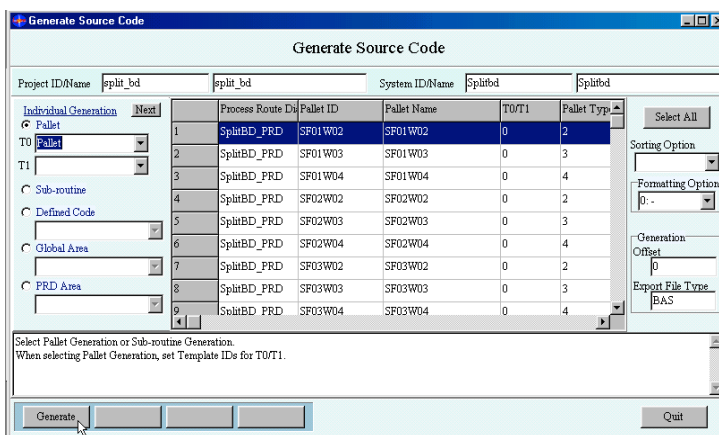 Generate Source Code
Generate Source Code
Project ID/Name split_bd split_bd System ID/Name Splitbd Splitbd
Individual Generation Next
Pallet
T0 Pallet
T1
Sub-routine
Defined Code
Global Area
PRD Area
Process Route Di Pallet ID Pallet Name T0/T1 Pallet Typ
1 SplitBD_PRD SF01W02 SF01W02 0 2
2 SplitBD_PRD SF01W03 SF01W03 0 3
3 SplitBD_PRD SF01W04 SF01W04 0 4
4 SplitBD_PRD SF02W02 SF02W02 0 2
5 SplitBD_PRD SF02W03 SF02W03 0 3
6 SplitBD_PRD SF02W04 SF02W04 0 4
7 SplitBD_PRD SF03W02 SF03W02 0 2
8 SplitBD_PRD SF03W03 SF03W03 0 3
9 SplitBD_PRD SF03W04 SF03W04 0 4
Select All
Sorting Option
Formatting Option
0: -
Generation
Offset
0
Export File Type
BAS
Select Pallet Generation or Sub-routine Generation.
When selecting Pallet Generation, set Template IDs for T0/T1.
Generate
Quit